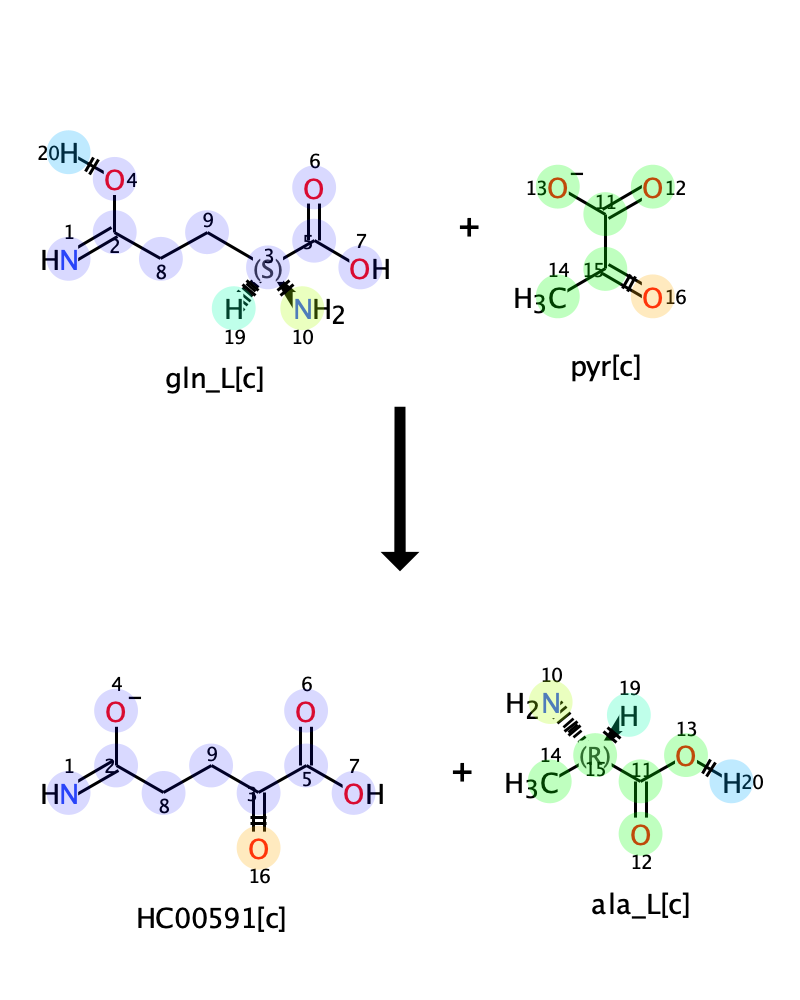 20H
O4
6
O
9
1
HN
2
8
3
(S)
5
7
OH
H
19
NH2
10
gln_L[c]
+
13O−
11
O12
14
H3C
15
O16
pyr[c]
4
O−
6
O
1
HN
2
9
8
3
5
7
OH
O
16
HC00591[c]
+
10
H2N
19
H
14
H3C
(R)
15
11
13
O
H20
O
12
ala_L[c]